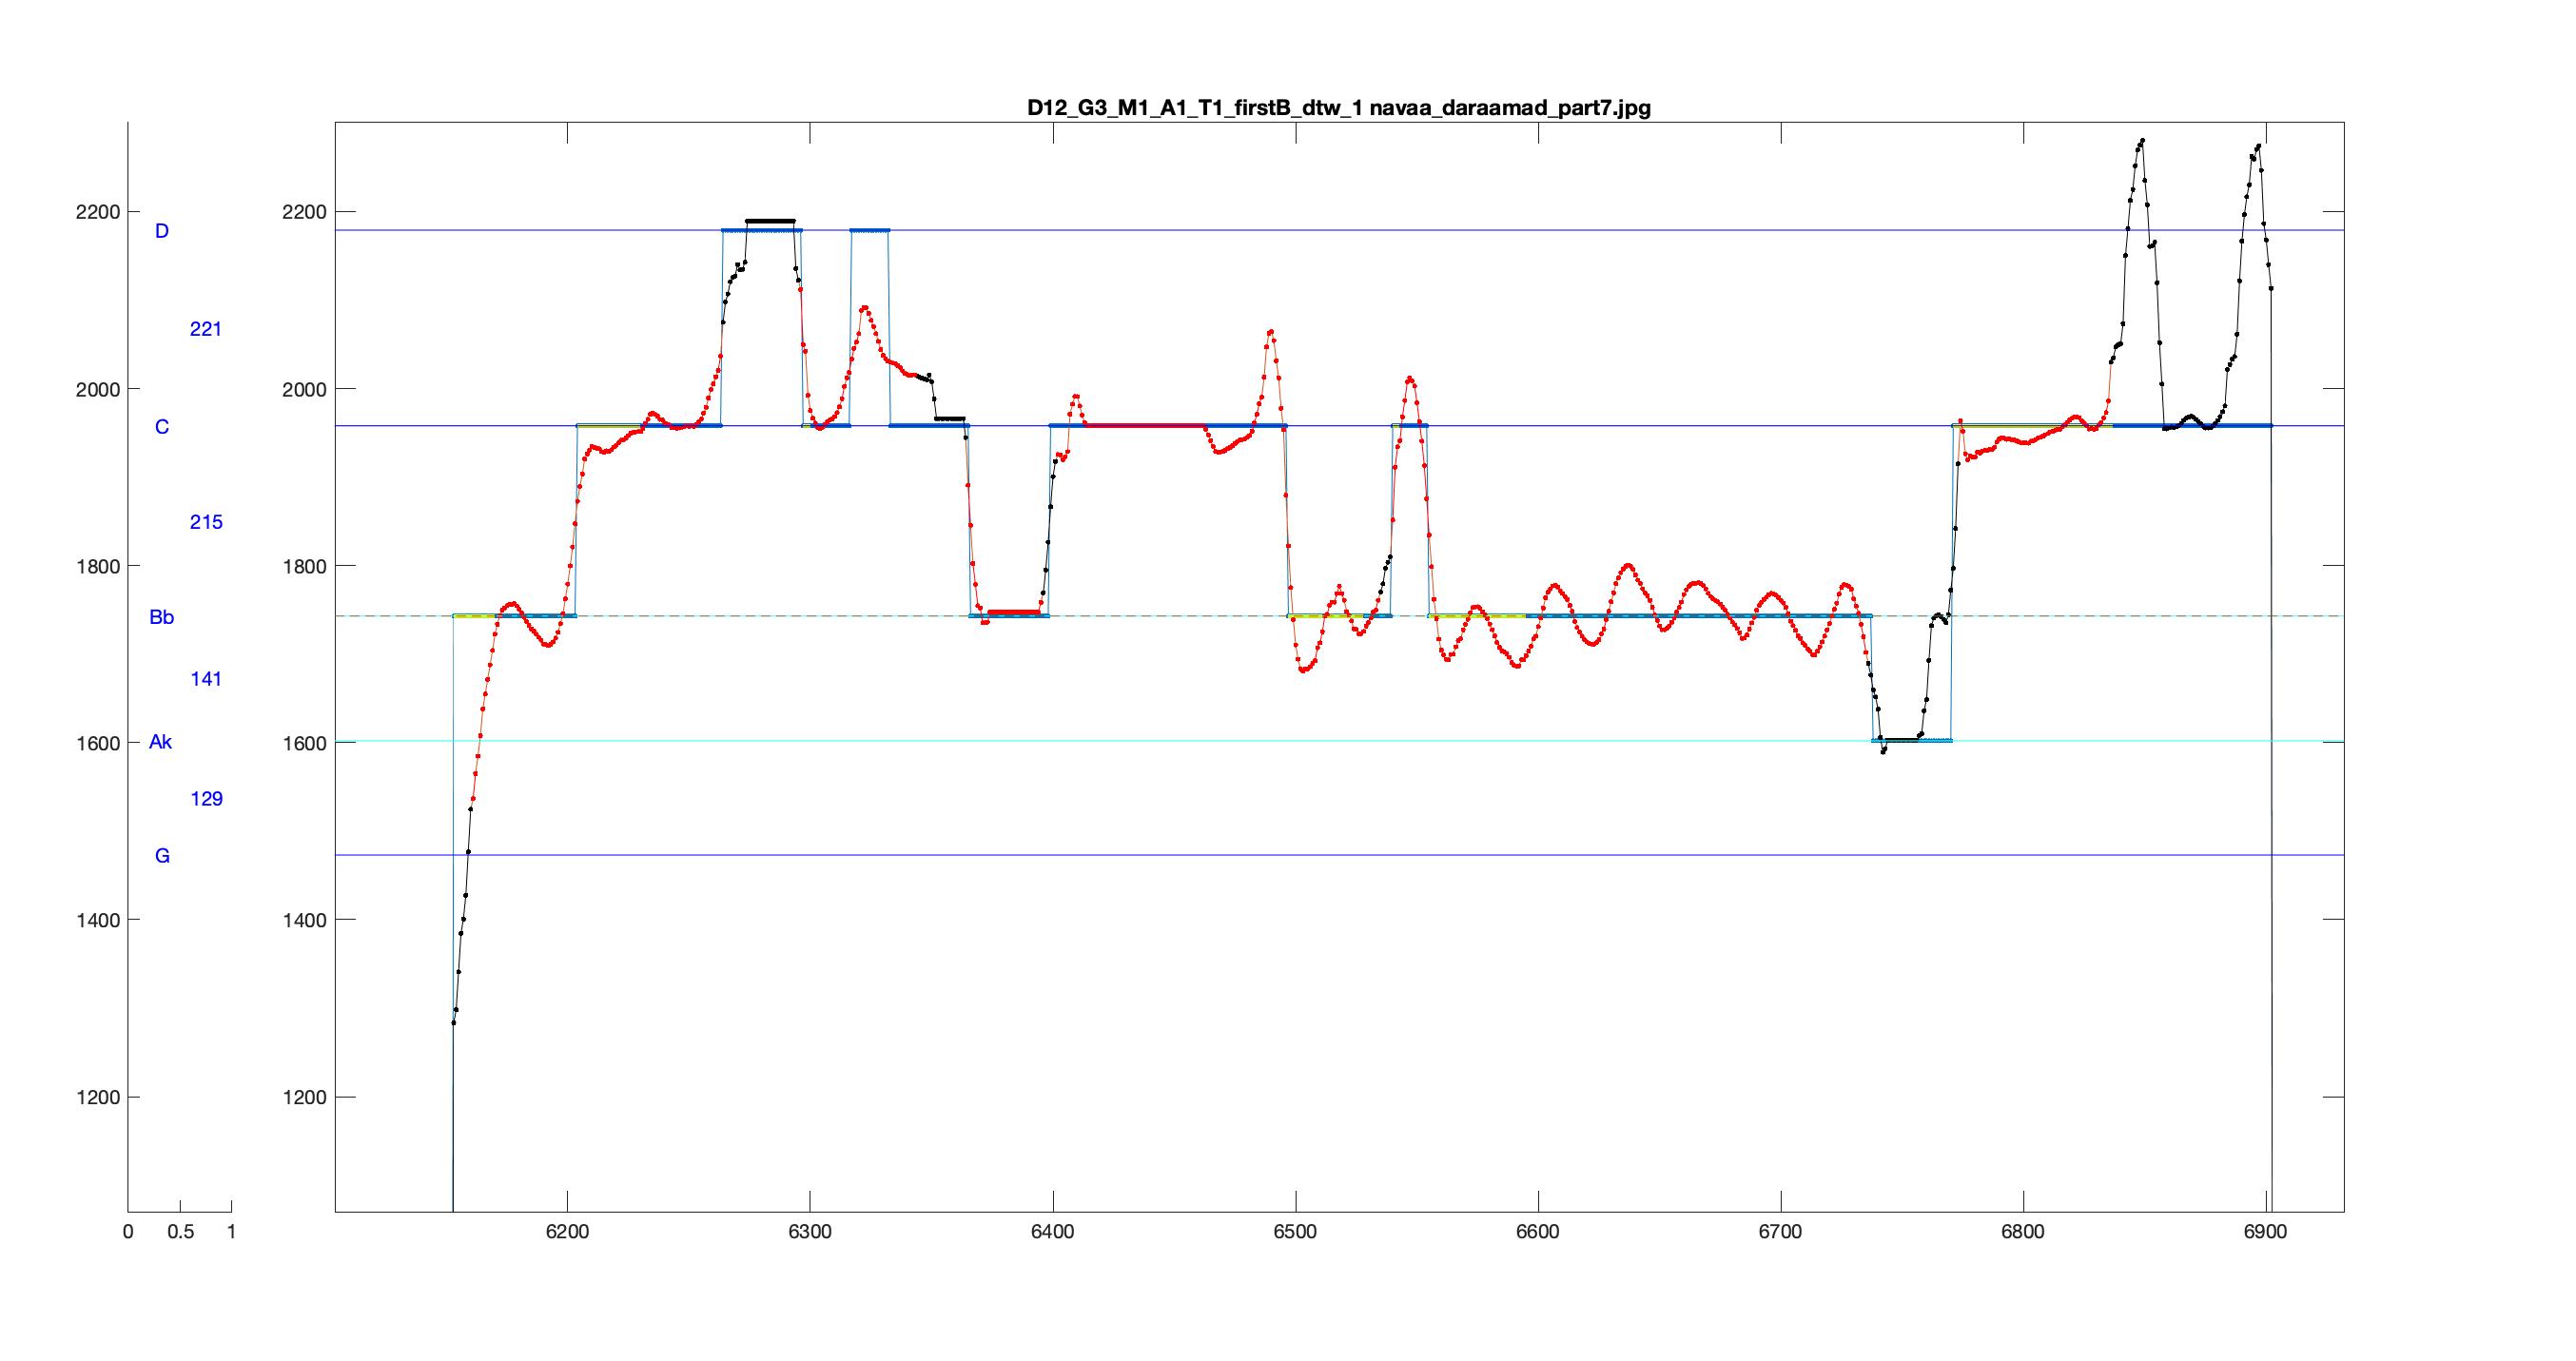 D12_G3_M1_A1_T1_firstB_dtw_1 navaa_daraamad_part7.jpg
2200 D 2200
221
2000 2000
C
215
1800 1800
Bb
141
1600 Ak 1600
129
G
1400 1400
1200 1200
0 0.5 1 6200 6300 6400 6500 6600 6700 6800 6900